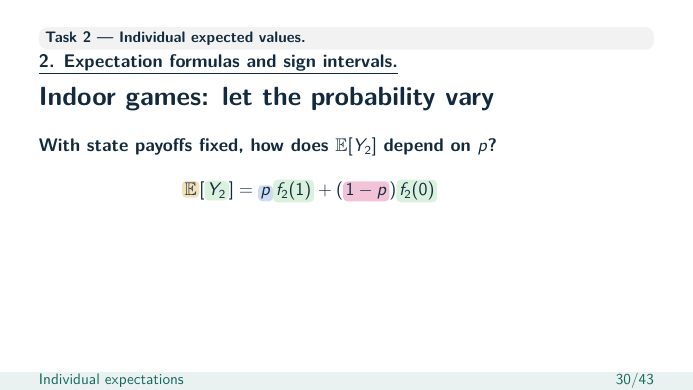 Task 2 — Individual expected values.
2. Expectation formulas and sign intervals.
Indoor games: let the probability vary
With state payoffs fixed, how does 𝔼[Y₂] depend on p?
𝔼[Y₂] = p f₂(1) + (1 − p) f₂(0)
Individual expectations
30/43